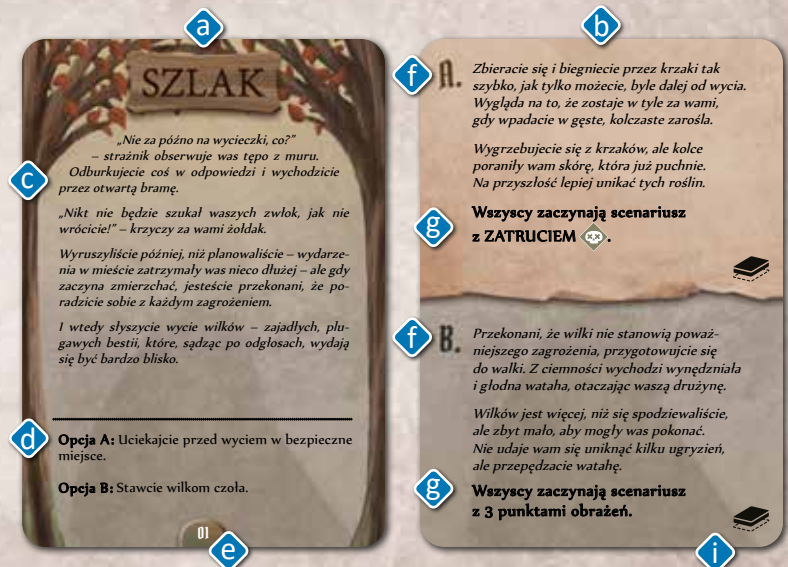 a
b
SZLAK
„Nie za późno na wycieczki, co?”
– strażnik obserwuje was tępo z muru.
Odburkujecie coś w odpowiedzi i wychodzicie
przez otwartą bramę.
c
„Nikt nie będzie szukał waszych zwłok, jak nie
wrócicie!” – krzyczy za wami żołdak.
Wyruszyliście później, niż planowaliście – wydarze-
nia w mieście zatrzymały was nieco dłużej – ale gdy
zaczyna zmierzchać, jesteście przekonani, że po-
radzicie sobie z każdym zagrożeniem.
I wtedy słyszycie wycie wilków – zajadłych, plu-
gawych bestii, które, sądząc po odgłosach, wydają
się być bardzo blisko.
d
Opcja A: Uciekajcie przed wyciem w bezpieczne
miejsce.
Opcja B: Stawcie wilkom czoła.
01
e
f
A.
Zbieracie się i biegniecie przez krzaki tak
szybko, jak tylko możecie, byle dalej od wycia.
Wygląda na to, że zostaje w tyle za wami,
gdy wpadacie w gęste, kolczaste zarośla.
Wygrzebujecie się z krzaków, ale kolce
poraniły wam skórę, która już puchnie.
Na przyszłość lepiej unikać tych roślin.
g
Wszyscy zaczynają scenariusz
z ZATRUCIEM.
f
B.
Przekonani, że wilki nie stanowią poważ-
niejszego zagrożenia, przygotowujcie się
do walki. Z ciemności wychodzi wynędzniała
i głodna wataha, otaczając waszą drużynę.
Wilków jest więcej, niż się spodziewaliście,
ale zbyt mało, aby mogły was pokonać.
Nie udaje wam się uniknąć kilku ugryzień,
ale przepędzacie watahę.
g
Wszyscy zaczynają scenariusz
z 3 punktami obrażeń.
i